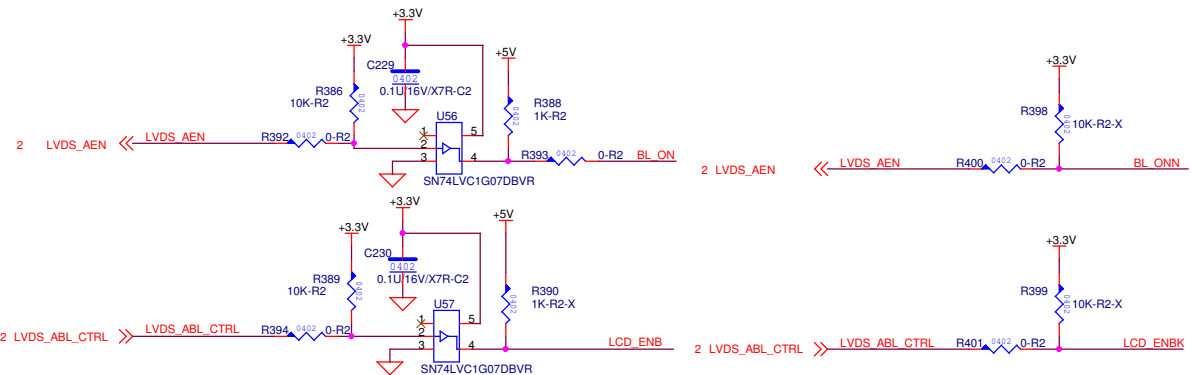 +3.3V
+3.3V
C229
0402
0.1U/16V/X7R-C2
+5V
R386
10K-R2
0402
U56
R388
1K-R2
0402
1
5
2 LVDS_AEN
LVDS_AEN
R392
0402
0-R2
2
3
4
R393
0402
0-R2
BL_ON
SN74LVC1G07DBVR
+3.3V
R398
10K-R2-X
0402
2 LVDS_AEN
LVDS_AEN
R400
0402
0-R2
BL_ONN
+3.3V
+3.3V
C230
0402
0.1U/16V/X7R-C2
+5V
R389
10K-R2
0402
U57
R390
1K-R2-X
0402
1
5
2 LVDS_ABL_CTRL
LVDS_ABL_CTRL
R394
0402
0-R2
2
3
4
LCD_ENB
SN74LVC1G07DBVR
+3.3V
R399
10K-R2-X
0402
2 LVDS_ABL_CTRL
LVDS_ABL_CTRL
R401
0402
0-R2
LCD_ENBK